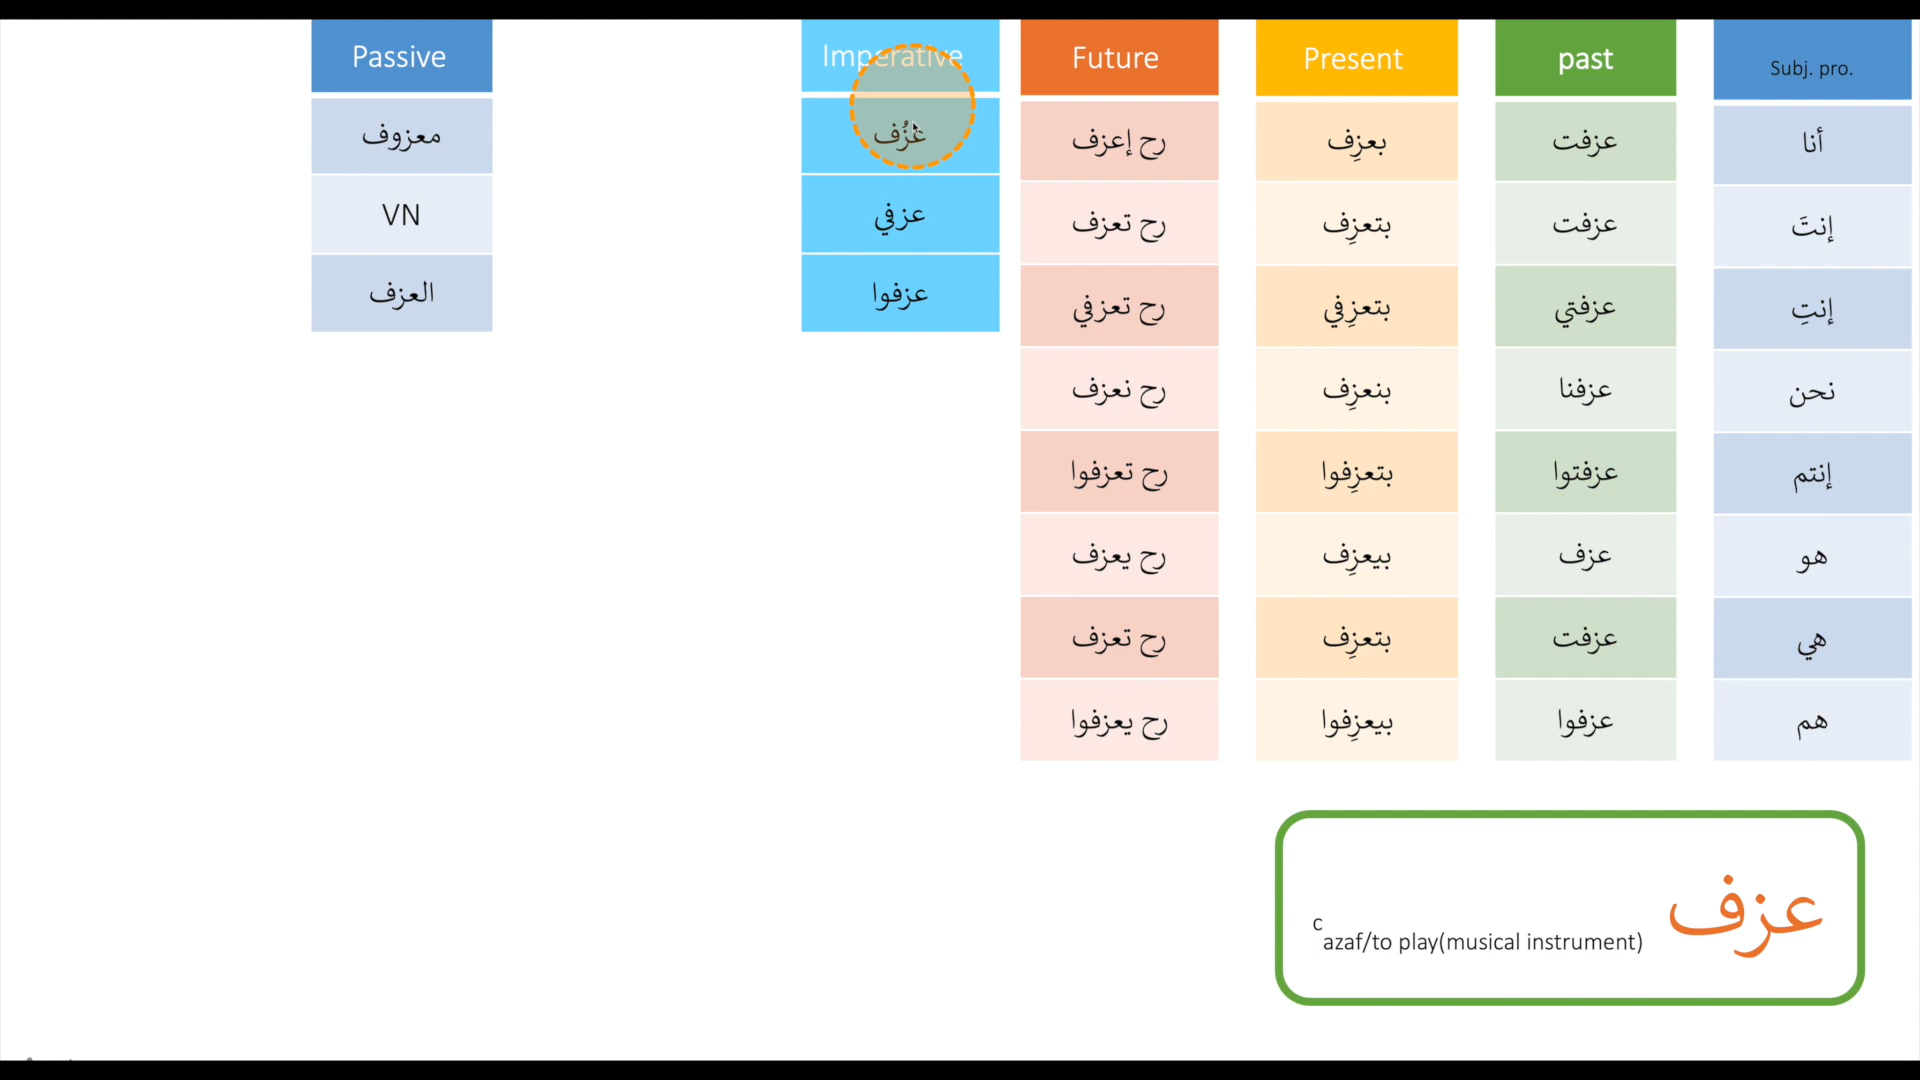 Subj. pro.
أنا
إنتَ
إنتِ
نحن
إنتم
هو
هي
هم
past
عزفت
عزفت
عزفتي
عزفنا
عزفتوا
عزف
عزفت
عزفوا
Present
بعزِف
بتعزِف
بتعزِفي
بنعزِف
بتعزِفوا
بيعزِف
بتعزِف
بيعزِفوا
Future
رح إعزف
رح تعزف
رح تعزفي
رح نعزف
رح تعزفوا
رح يعزف
رح تعزف
رح يعزفوا
Imperative
عزُف
عزفي
عزفوا
Passive
معزوف
VN
العزف
عزف
c
azaf/to play(musical instrument)